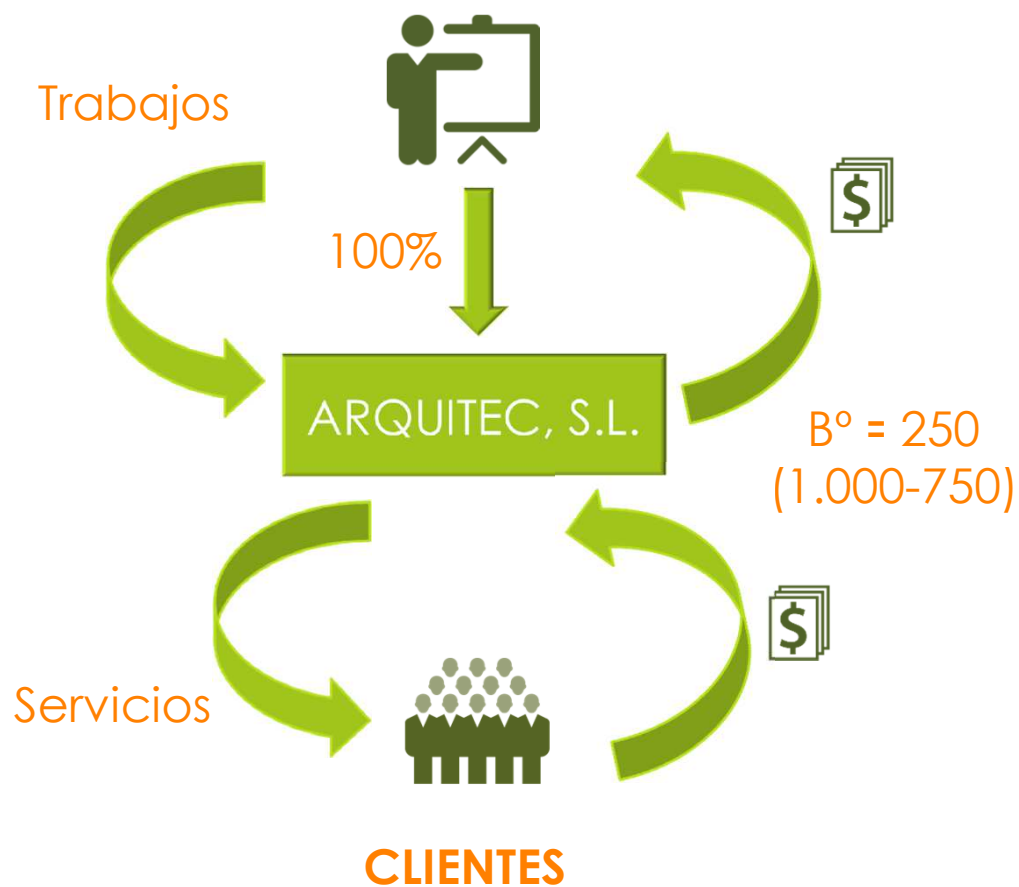 Trabajos
$
100%
ARQUITEC, S.L.
Bº = 250
(1.000-750)
$
Servicios
CLIENTES